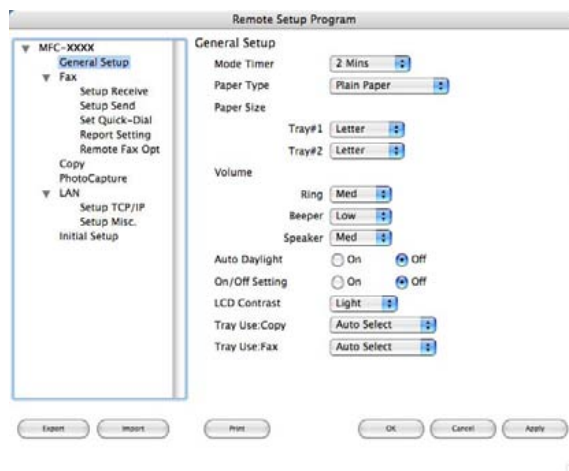 Remote Setup Program
MFC-XXXX
General Setup
Fax
Setup Receive
Setup Send
Set Quick-Dial
Report Setting
Remote Fax Opt
Copy
PhotoCapture
LAN
Setup TCP/IP
Setup Misc.
Initial Setup
General Setup
Mode Timer 2 Mins
Paper Type Plain Paper
Paper Size
Tray#1 Letter
Tray#2 Letter
Volume
Ring Med
Beeper Low
Speaker Med
Auto Daylight On Off
On/Off Setting On Off
LCD Contrast Light
Tray Use:Copy Auto Select
Tray Use:Fax Auto Select
Export Import Print OK Cancel Apply